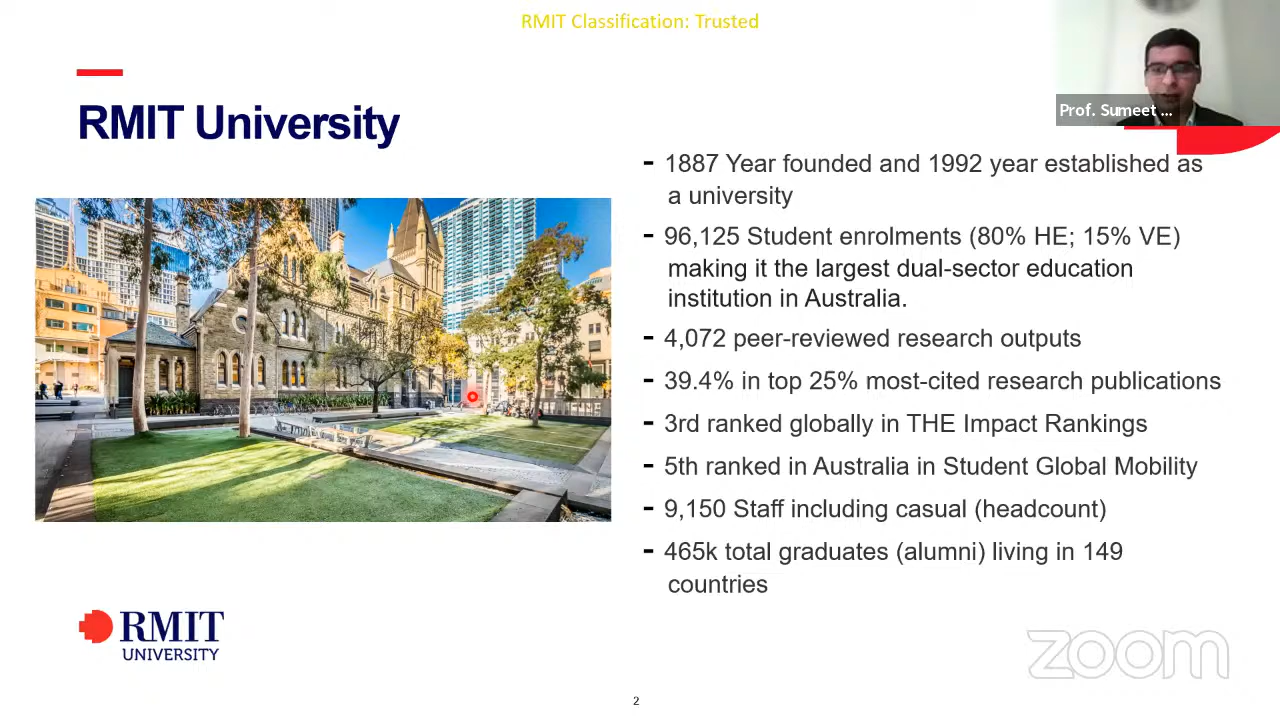 RMIT Classification: Trusted
Prof. Sumeet ...
RMIT University
- 1887 Year founded and 1992 year established as
a university
- 96,125 Student enrolments (80% HE; 15% VE)
making it the largest dual-sector education
institution in Australia.
- 4,072 peer-reviewed research outputs
- 39.4% in top 25% most-cited research publications
- 3rd ranked globally in THE Impact Rankings
- 5th ranked in Australia in Student Global Mobility
- 9,150 Staff including casual (headcount)
- 465k total graduates (alumni) living in 149
countries
RMIT
UNIVERSITY
zoom
2